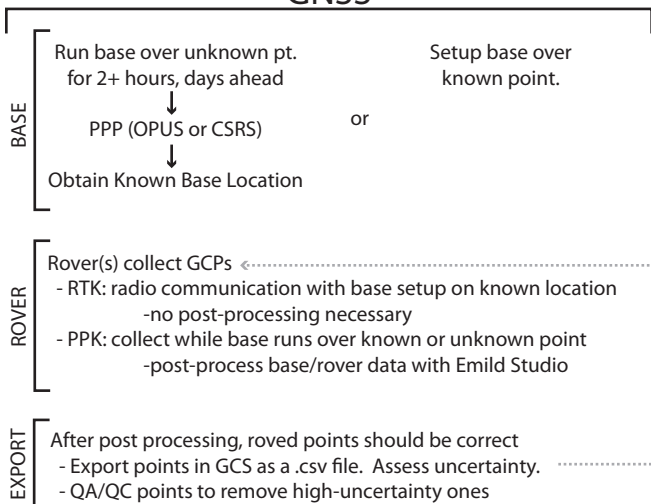 GNSS
Run base over unknown pt.
for 2+ hours, days ahead
PPP (OPUS or CSRS)
Obtain Known Base Location
or
Setup base over
known point.
BASE
Rover(s) collect GCPs
- RTK: radio communication with base setup on known location
-no post-processing necessary
- PPK: collect while base runs over known or unknown point
-post-process base/rover data with Emild Studio
ROVER
After post processing, roved points should be correct
- Export points in GCS as a .csv file. Assess uncertainty.
- QA/QC points to remove high-uncertainty ones
EXPORT